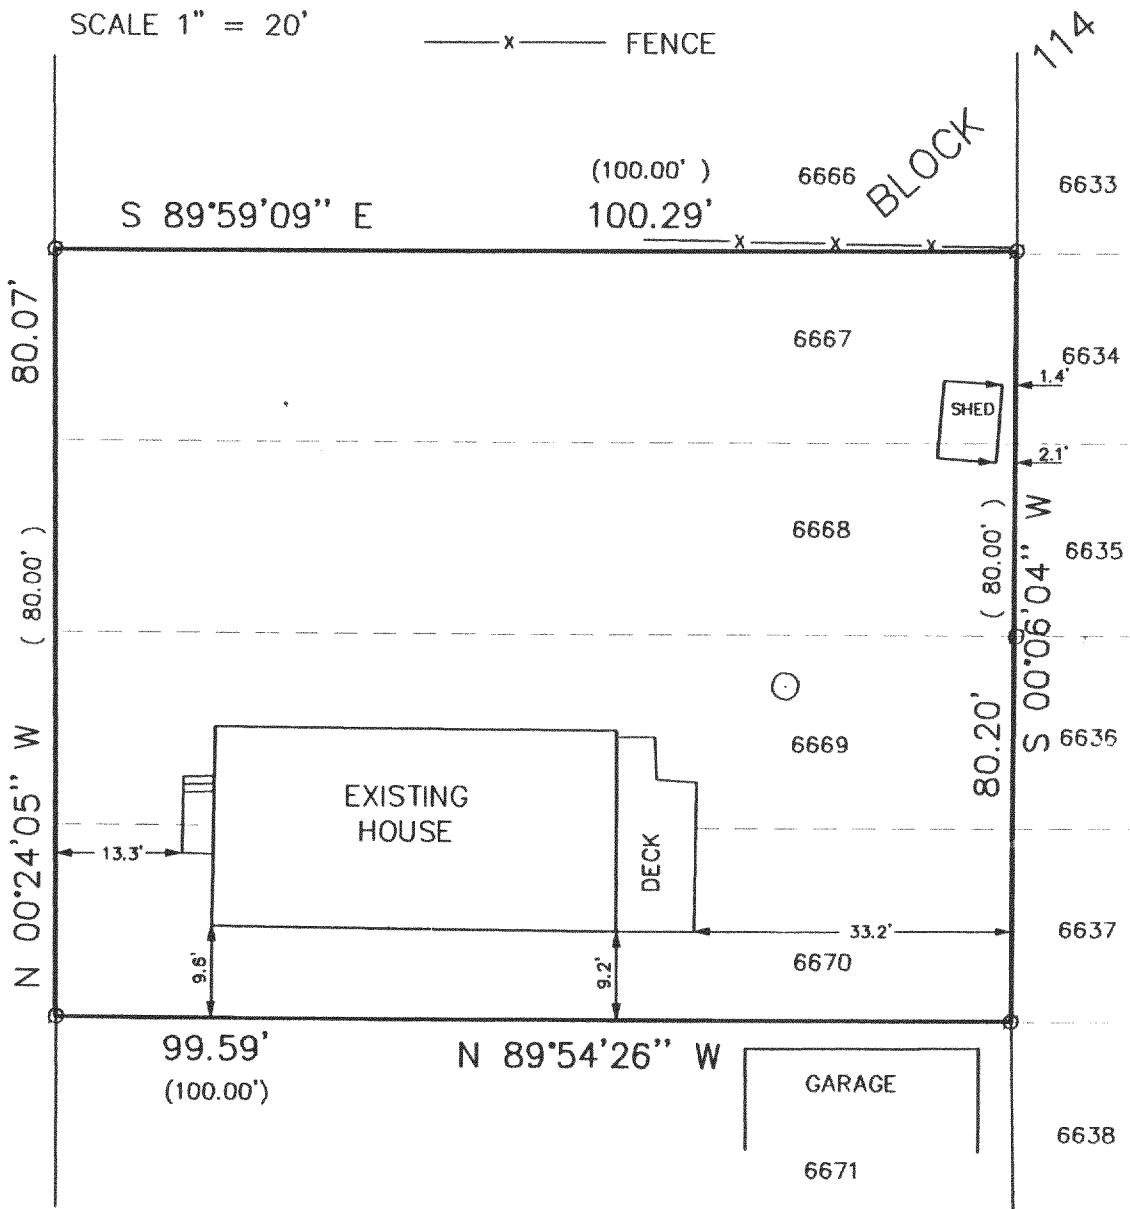 SCALE 1" = 20'
x FENCE
114
BLOCK
(100.00' )
6666
6633
S 89°59'09" E
100.29'
x x x
80.07'
6667
6634
1.4'
SHED
2.1'
( 80.00' )
6668
( 80.00' )
6635
S 00°06'04" W
N 00°24'05" W
6669
80.20'
6636
EXISTING
HOUSE
13.3'
DECK
33.2'
6637
9.6'
9.2'
6670
99.59'
N 89°54'26" W
(100.00')
GARAGE
6638
6671